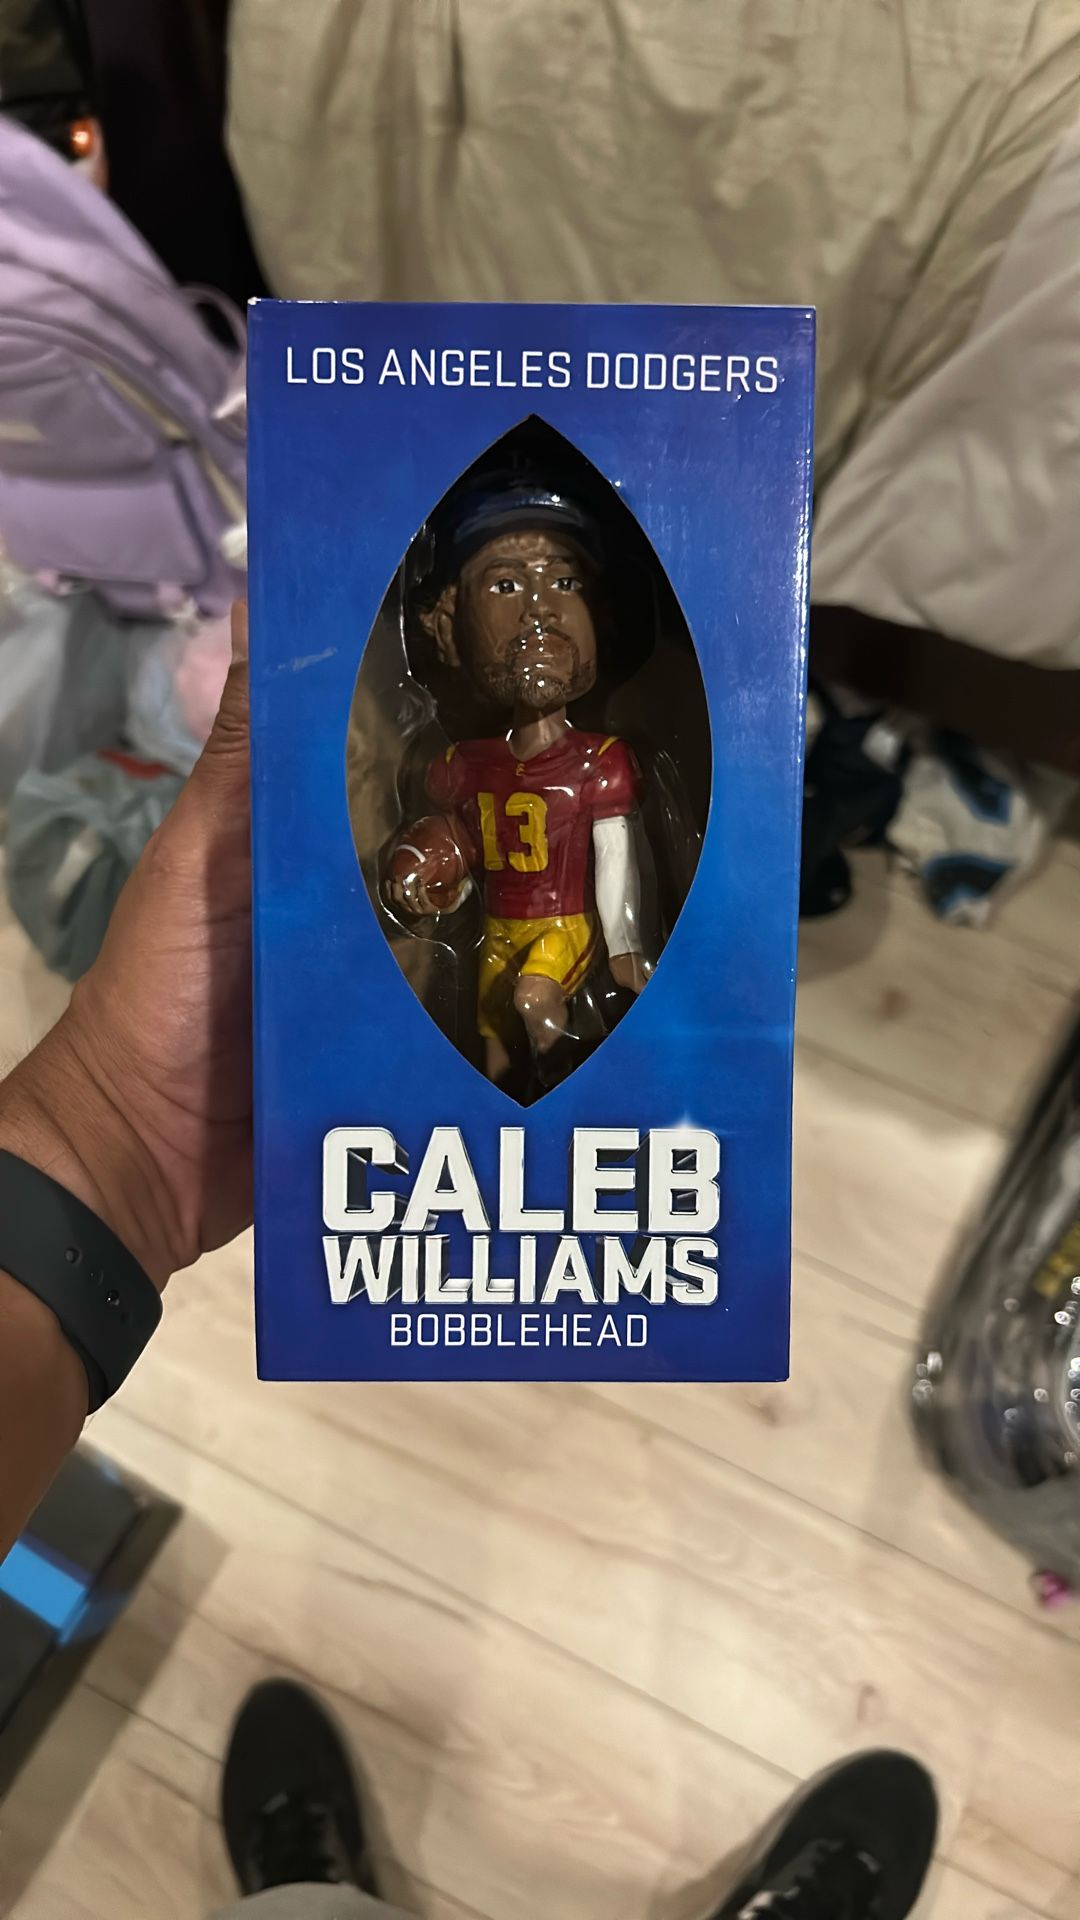 LOS ANGELES DODGERS
13
CALEB
WILLIAMS
BOBBLEHEAD